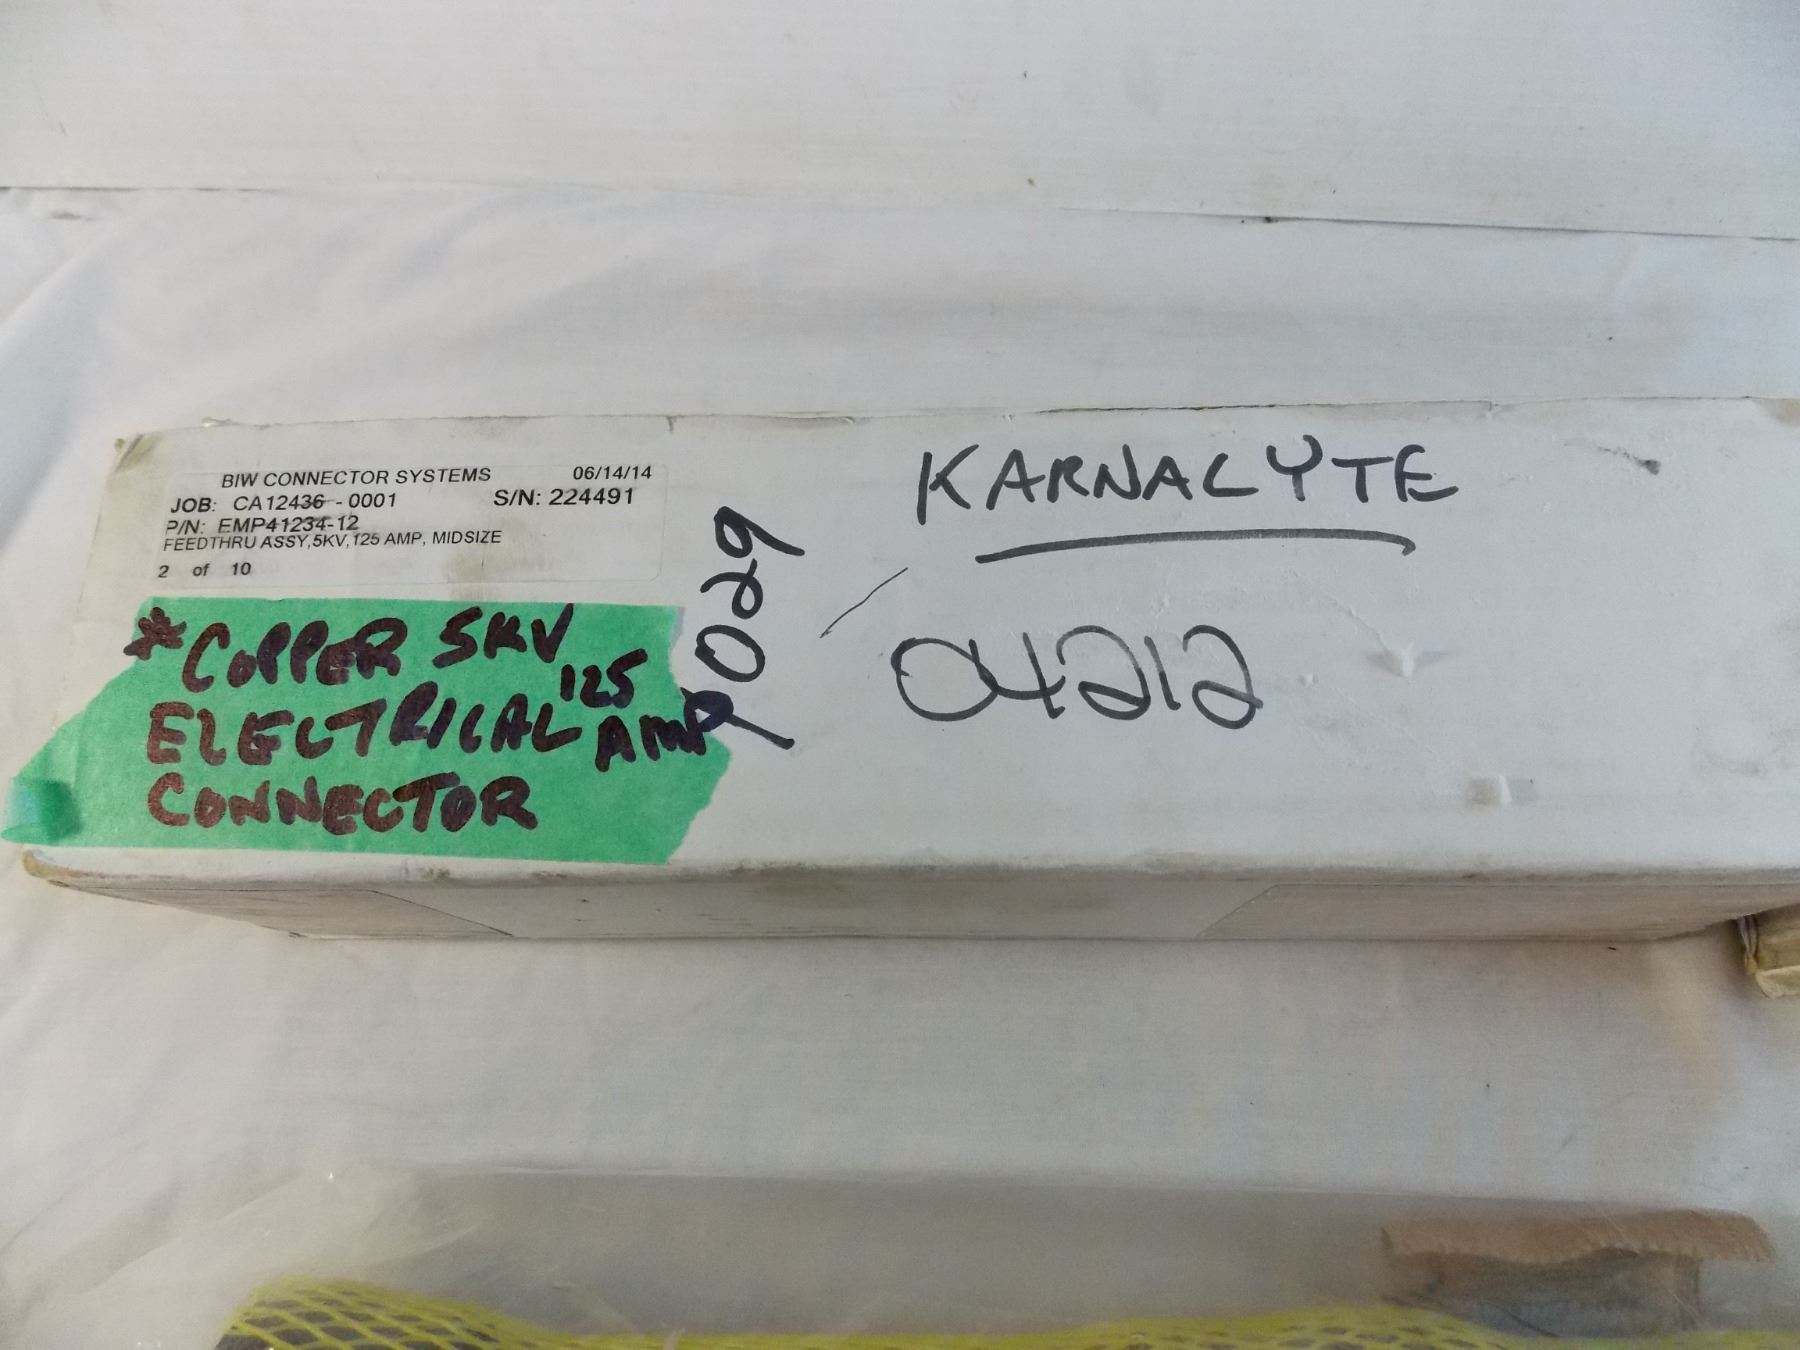 BIW CONNECTOR SYSTEMS 06/14/14
JOB: CA12436-0001 S/N: 224491
P/N: EMP41234-12
FEEDTHRU ASSY,5KV,125 AMP, MIDSIZE
2 of 10
*COPPER 5KV
125
ELECTRICAL AMP
CONNECTOR
KARNALYTE
04212